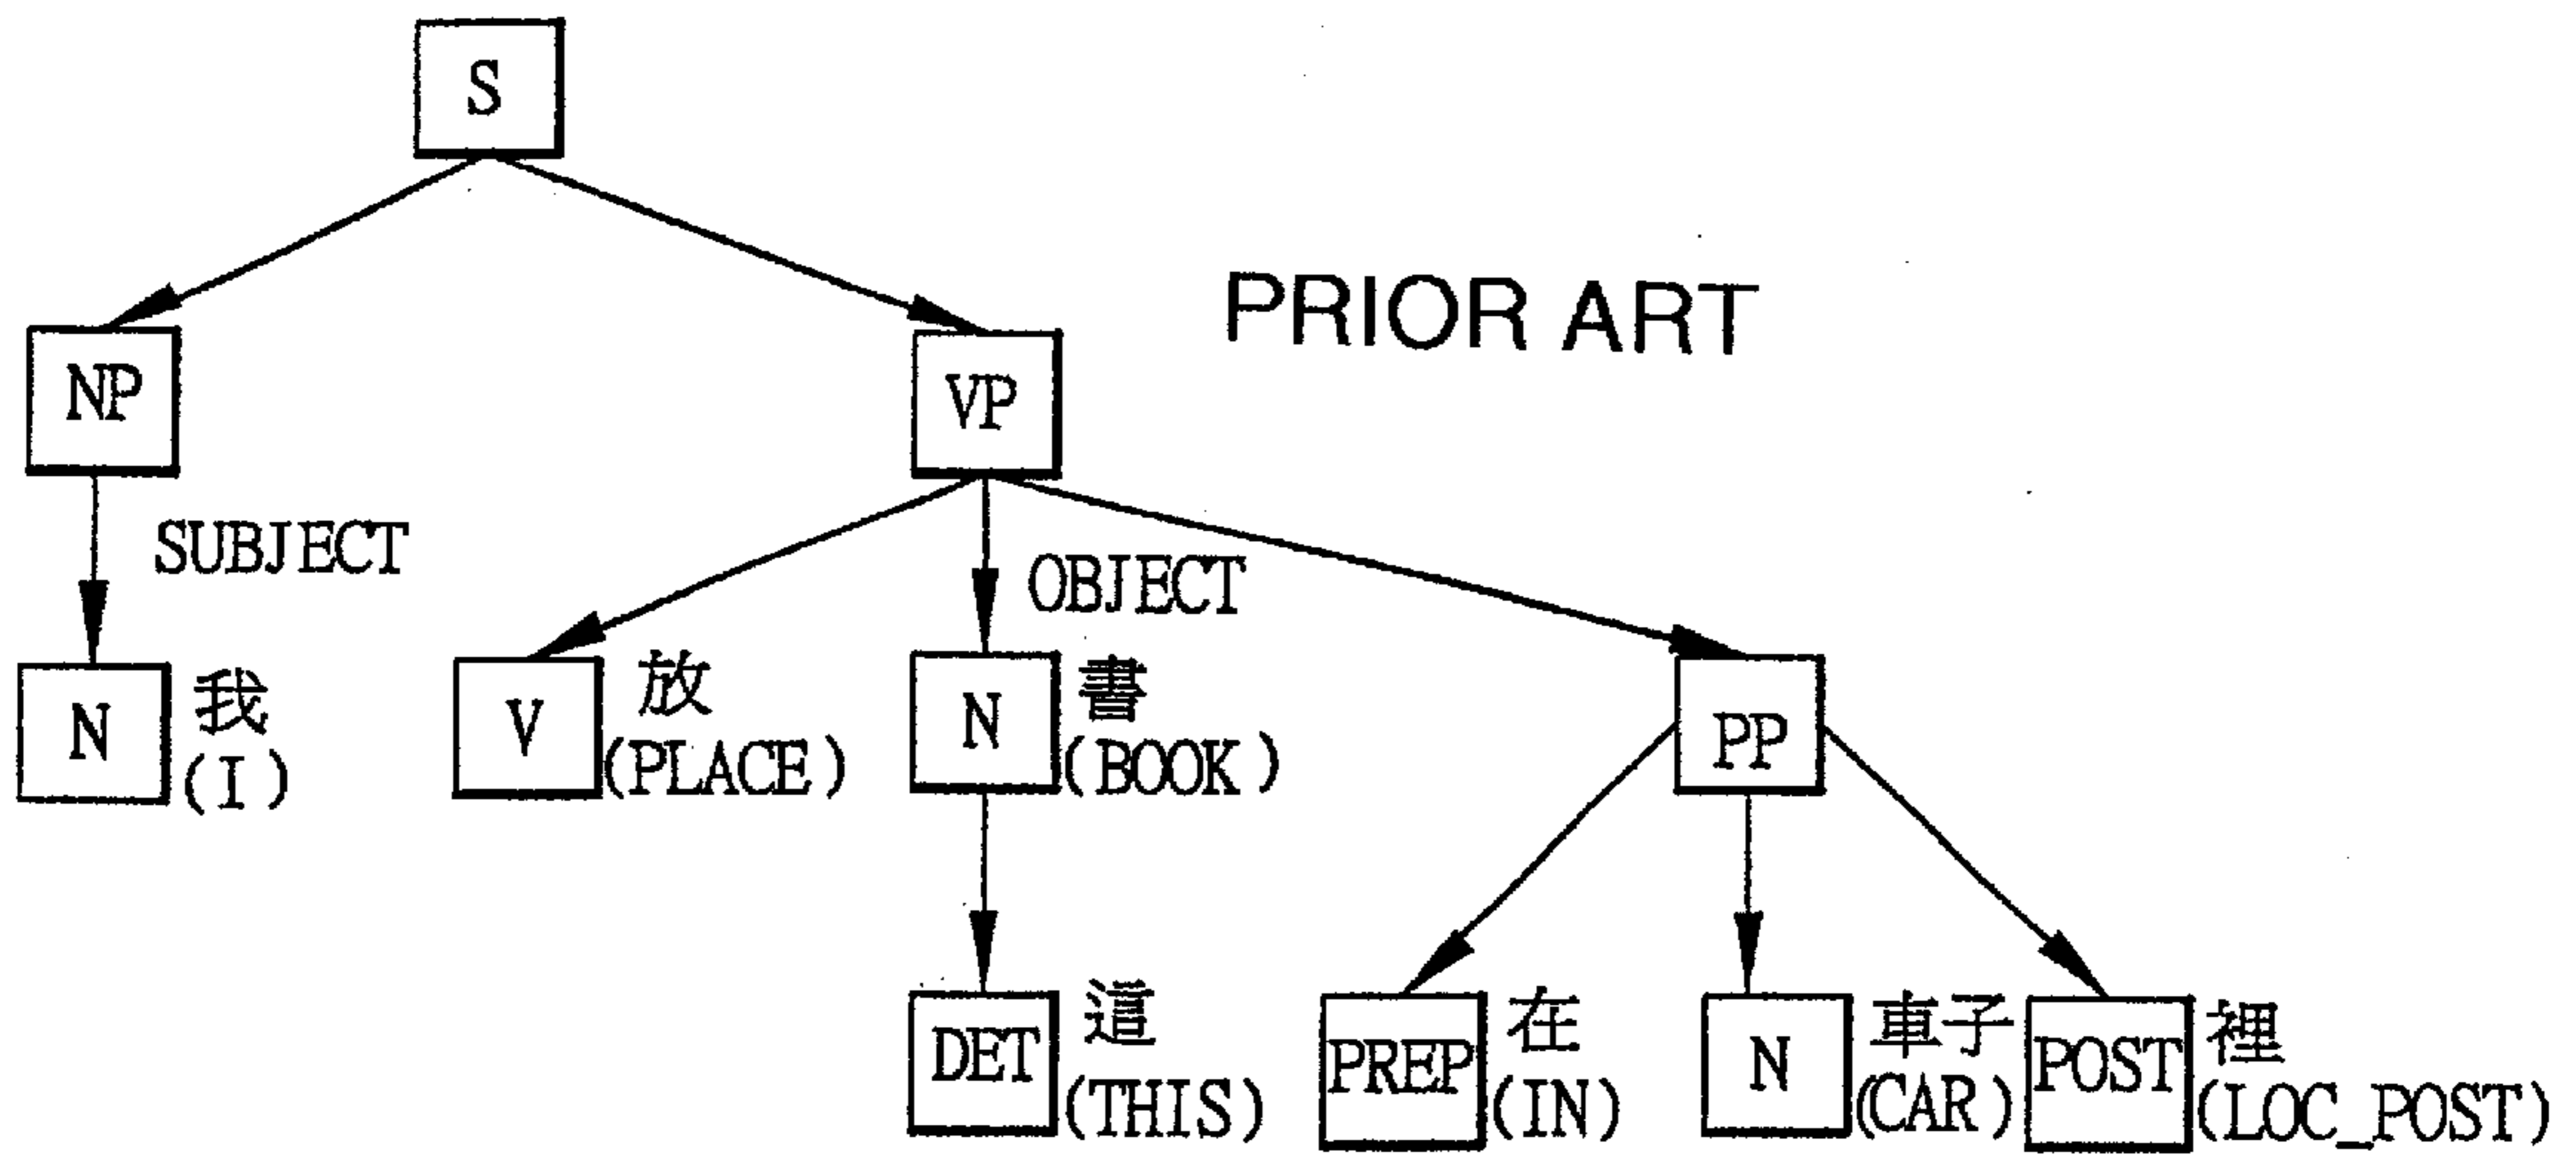 S
PRIOR ART
NP
VP
SUBJECT
OBJECT
N
我
(I)
V
放
(PLACE)
N
書
(BOOK)
PP
DET
這
(THIS)
PREP
在
(IN)
N
車子
(CAR)
POST
裡
(LOC_POST)